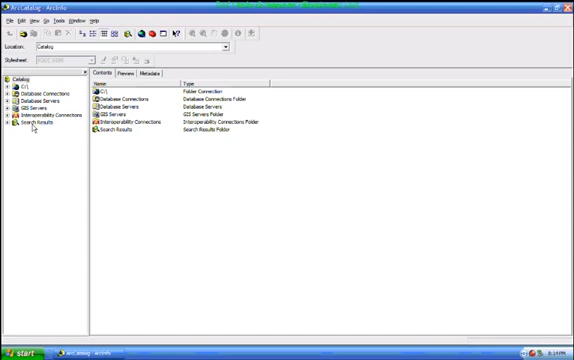 ArcCatalog - ArcInfo
File Edit View Go Tools Window Help
Location: Catalog
Stylesheet:
Contents Preview Metadata
Catalog
C:\
Database Connections
Database Servers
GIS Servers
Interoperability Connections
Search Results
Name Type
C:\ Folder Connection
Database Connections Database Connections Folder
Database Servers Database Servers
GIS Servers GIS Servers Folder
Interoperability Connections Interoperability Connections Folder
Search Results Search Results Folder
start ArcCatalog - ArcInfo 8:14 PM